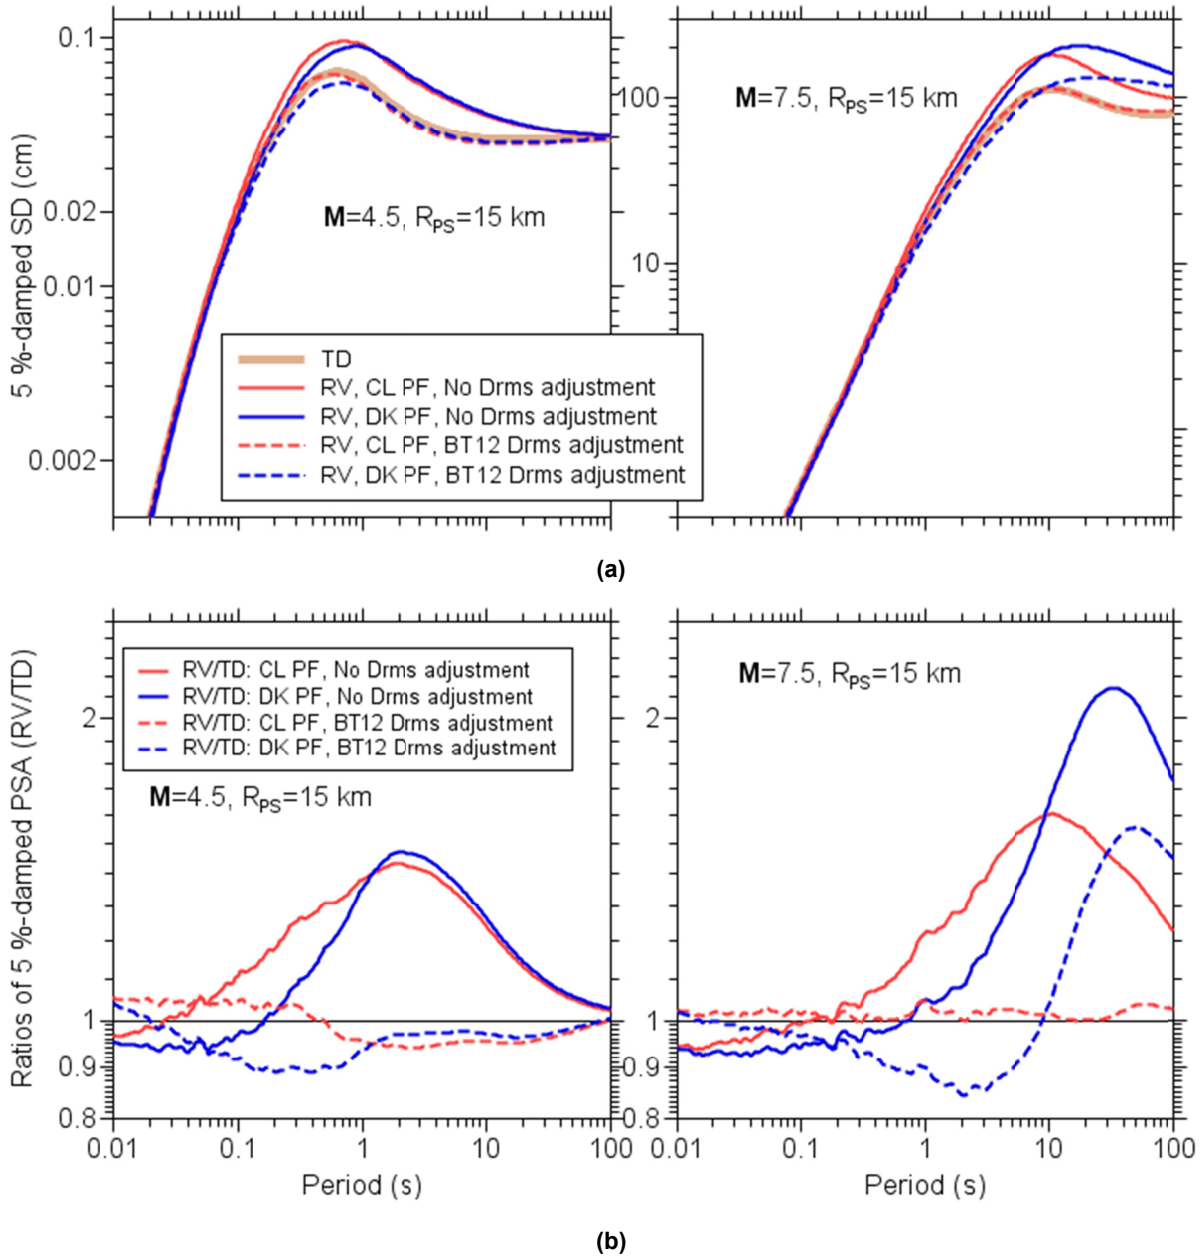 0.1
0.02
0.01
0.002
5 %-damped SD (cm)
M=4.5, RPS=15 km
100
10
M=7.5, RPS=15 km
TD
RV, CL PF, No Drms adjustment
RV, DK PF, No Drms adjustment
RV, CL PF, BT12 Drms adjustment
RV, DK PF, BT12 Drms adjustment
(a)
RV/TD: CL PF, No Drms adjustment
RV/TD: DK PF, No Drms adjustment
RV/TD: CL PF, BT12 Drms adjustment
RV/TD: DK PF, BT12 Drms adjustment
M=4.5, RPS=15 km
M=7.5, RPS=15 km
Ratios of 5 %-damped PSA (RV/TD)
2
1
0.9
0.8
2
1
0.9
0.8
0.01 0.1 1 10 100
0.01 0.1 1 10 100
Period (s)
Period (s)
(b)